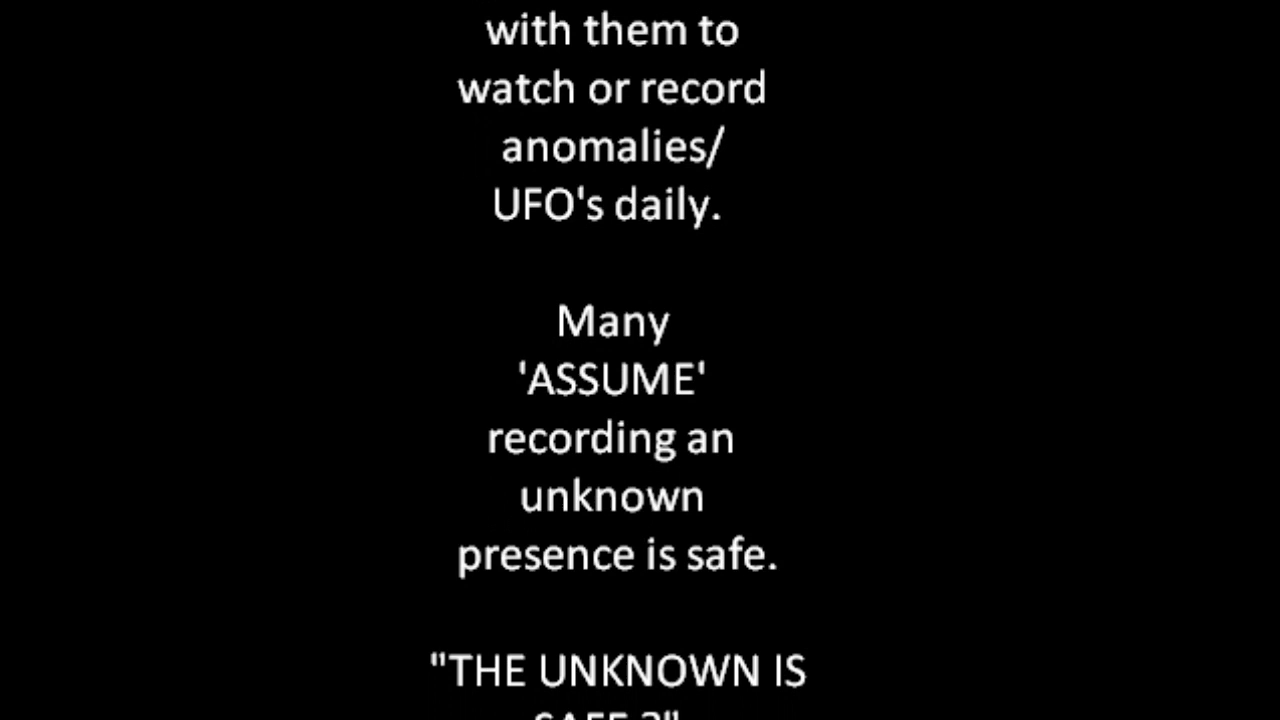 with them to
watch or record
anomalies/
UFO's daily.
Many
'ASSUME'
recording an
unknown
presence is safe.
"THE UNKNOWN IS
SAFE ?"